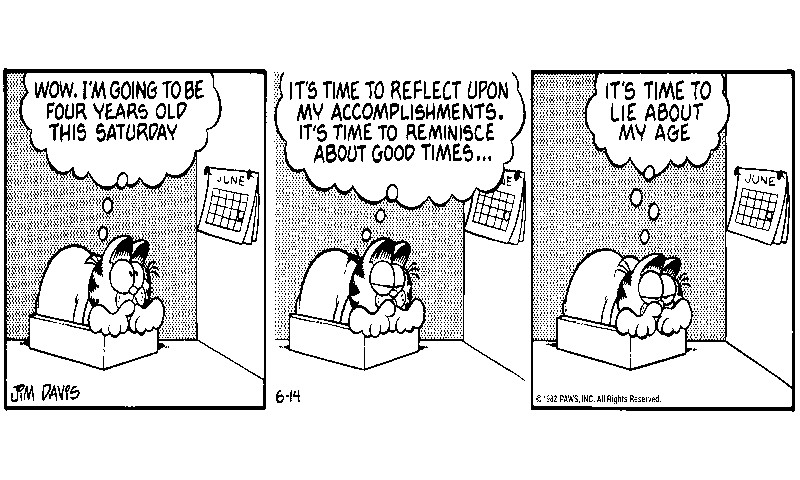 WOW. I'M GOING TO BE
FOUR YEARS OLD
THIS SATURDAY
JUNE
JIM DAVIS
IT'S TIME TO REFLECT UPON
MY ACCOMPLISHMENTS.
IT'S TIME TO REMINISCE
ABOUT GOOD TIMES...
NE
6-14
IT'S TIME TO
LIE ABOUT
MY AGE
JUNE
© 1982 PAWS, INC. All Rights Reserved.